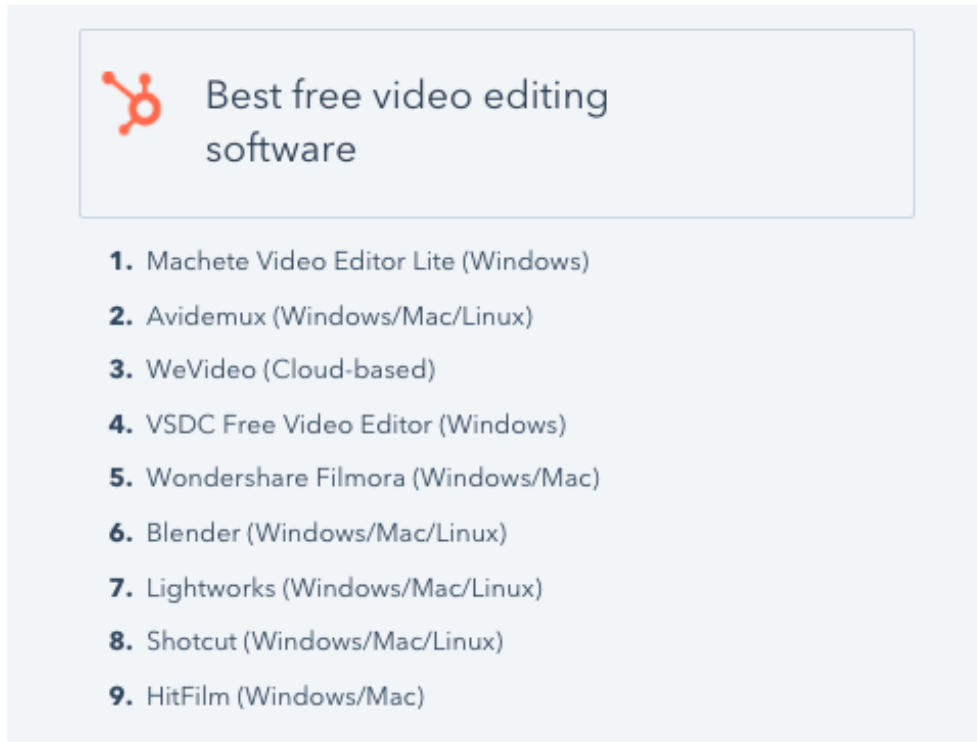 Best free video editing
software
1. Machete Video Editor Lite (Windows)
2. Avidemux (Windows/Mac/Linux)
3. WeVideo (Cloud-based)
4. VSDC Free Video Editor (Windows)
5. Wondershare Filmora (Windows/Mac)
6. Blender (Windows/Mac/Linux)
7. Lightworks (Windows/Mac/Linux)
8. Shotcut (Windows/Mac/Linux)
9. HitFilm (Windows/Mac)